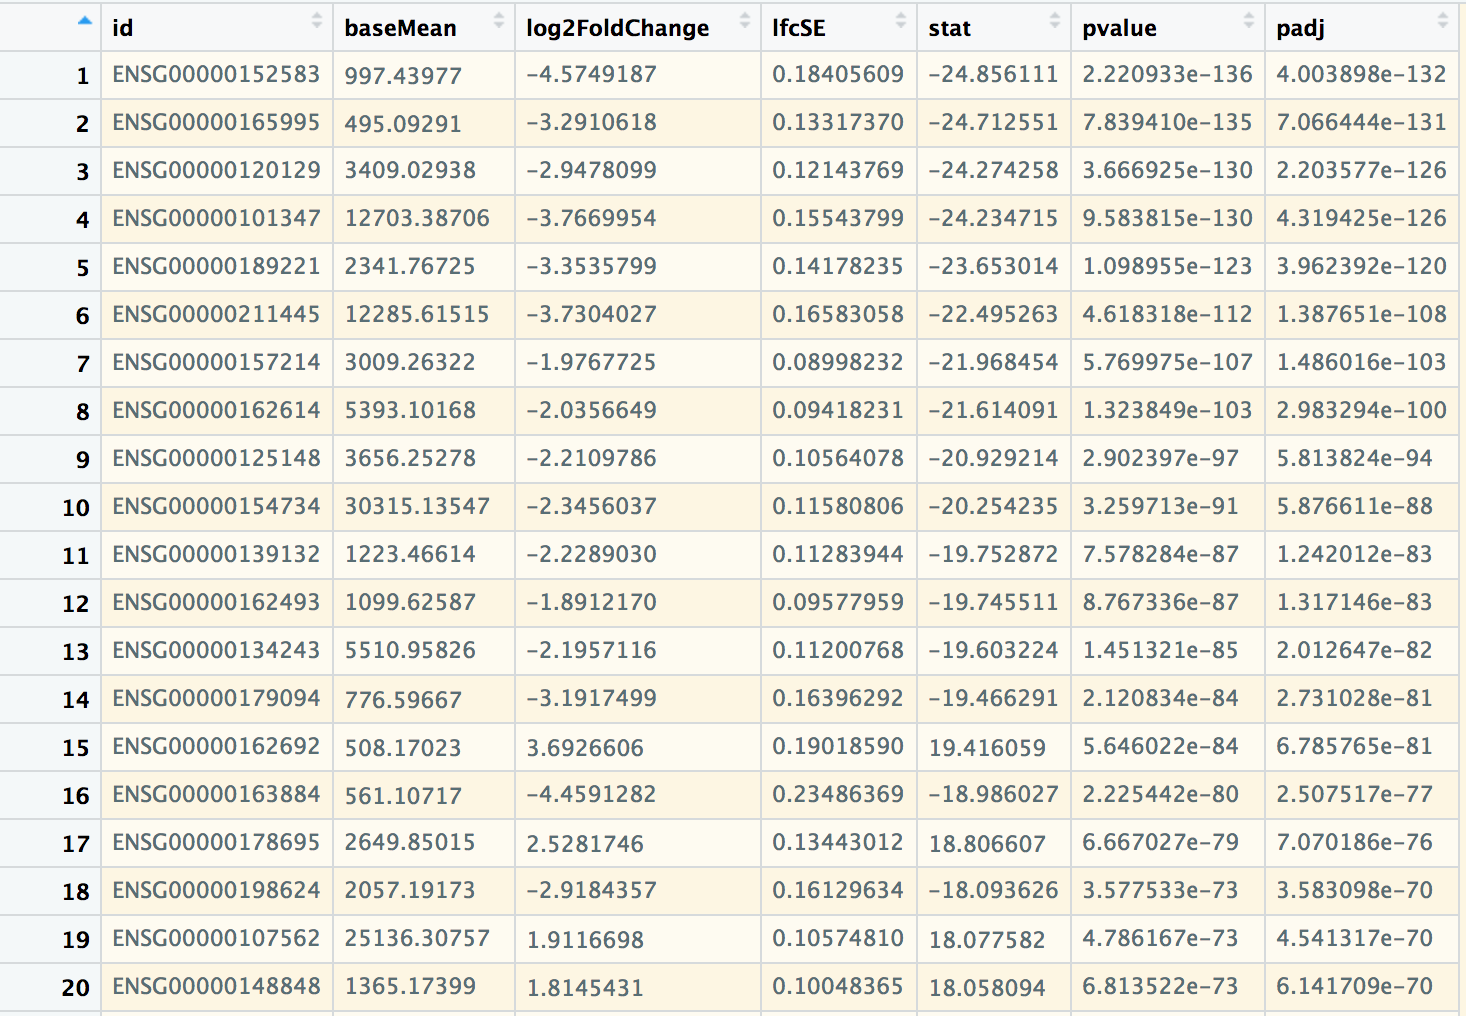 id baseMean log2FoldChange lfcSE stat pvalue padj
1 ENSG00000152583 997.43977 -4.5749187 0.18405609 -24.856111 2.220933e-136 4.003898e-132
2 ENSG00000165995 495.09291 -3.2910618 0.13317370 -24.712551 7.839410e-135 7.066444e-131
3 ENSG00000120129 3409.02938 -2.9478099 0.12143769 -24.274258 3.666925e-130 2.203577e-126
4 ENSG00000101347 12703.38706 -3.7669954 0.15543799 -24.234715 9.583815e-130 4.319425e-126
5 ENSG00000189221 2341.76725 -3.3535799 0.14178235 -23.653014 1.098955e-123 3.962392e-120
6 ENSG00000211445 12285.61515 -3.7304027 0.16583058 -22.495263 4.618318e-112 1.387651e-108
7 ENSG00000157214 3009.26322 -1.9767725 0.08998232 -21.968454 5.769975e-107 1.486016e-103
8 ENSG00000162614 5393.10168 -2.0356649 0.09418231 -21.614091 1.323849e-103 2.983294e-100
9 ENSG00000125148 3656.25278 -2.2109786 0.10564078 -20.929214 2.902397e-97 5.813824e-94
10 ENSG00000154734 30315.13547 -2.3456037 0.11580806 -20.254235 3.259713e-91 5.876611e-88
11 ENSG00000139132 1223.46614 -2.2289030 0.11283944 -19.752872 7.578284e-87 1.242012e-83
12 ENSG00000162493 1099.62587 -1.8912170 0.09577959 -19.745511 8.767336e-87 1.317146e-83
13 ENSG00000134243 5510.95826 -2.1957116 0.11200768 -19.603224 1.451321e-85 2.012647e-82
14 ENSG00000179094 776.59667 -3.1917499 0.16396292 -19.466291 2.120834e-84 2.731028e-81
15 ENSG00000162692 508.17023 3.6926606 0.19018590 19.416059 5.646022e-84 6.785765e-81
16 ENSG00000163884 561.10717 -4.4591282 0.23486369 -18.986027 2.225442e-80 2.507517e-77
17 ENSG00000178695 2649.85015 2.5281746 0.13443012 18.806607 6.667027e-79 7.070186e-76
18 ENSG00000198624 2057.19173 -2.9184357 0.16129634 -18.093626 3.577533e-73 3.583098e-70
19 ENSG00000107562 25136.30757 1.9116698 0.10574810 18.077582 4.786167e-73 4.541317e-70
20 ENSG00000148848 1365.17399 1.8145431 0.10048365 18.058094 6.813522e-73 6.141709e-70